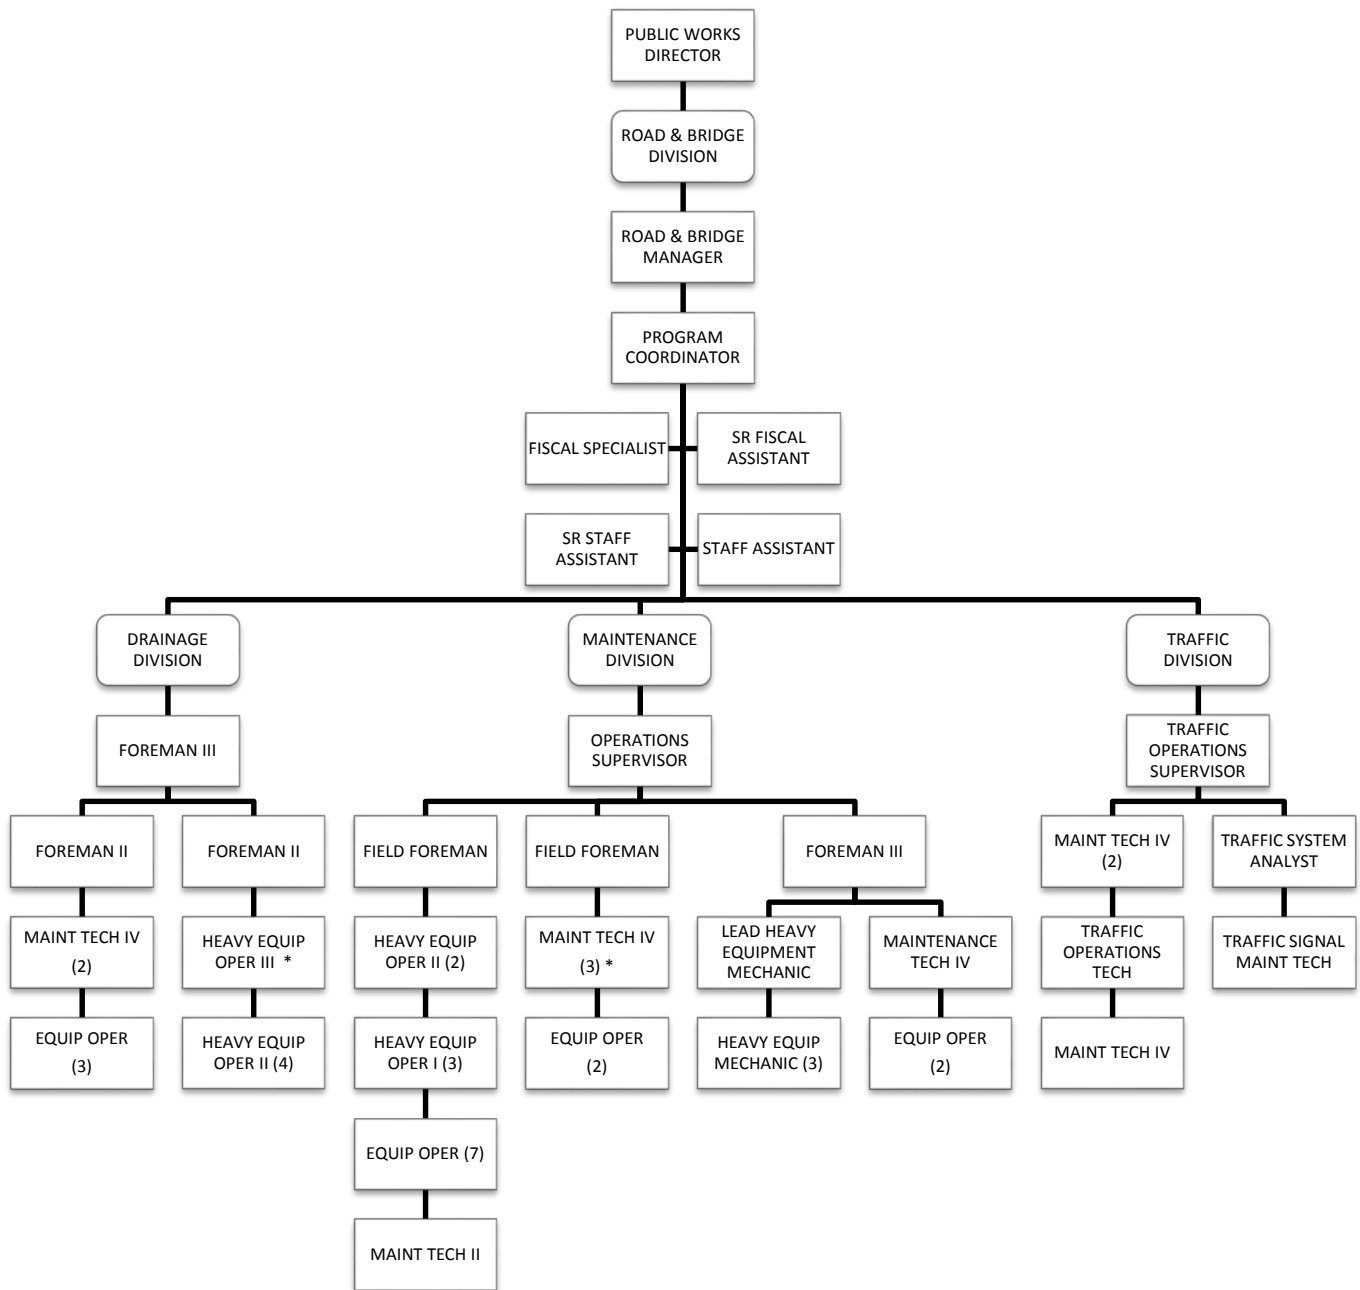 PUBLIC WORKS
DIRECTOR
ROAD & BRIDGE
DIVISION
ROAD & BRIDGE
MANAGER
PROGRAM
COORDINATOR
FISCAL SPECIALIST
SR FISCAL
ASSISTANT
SR STAFF
ASSISTANT
STAFF ASSISTANT
DRAINAGE
DIVISION
MAINTENANCE
DIVISION
TRAFFIC
DIVISION
FOREMAN III
OPERATIONS
SUPERVISOR
TRAFFIC
OPERATIONS
SUPERVISOR
FOREMAN II
FOREMAN II
FIELD FOREMAN
FIELD FOREMAN
FOREMAN III
MAINT TECH IV
(2)
TRAFFIC SYSTEM
ANALYST
MAINT TECH IV
(2)
HEAVY EQUIP
OPER III *
HEAVY EQUIP
OPER II (2)
MAINT TECH IV
(3) *
LEAD HEAVY
EQUIPMENT
MECHANIC
MAINTENANCE
TECH IV
TRAFFIC
OPERATIONS
TECH
TRAFFIC SIGNAL
MAINT TECH
EQUIP OPER
(3)
HEAVY EQUIP
OPER II (4)
HEAVY EQUIP
OPER I (3)
EQUIP OPER
(2)
HEAVY EQUIP
MECHANIC (3)
EQUIP OPER
(2)
MAINT TECH IV
EQUIP OPER (7)
MAINT TECH II